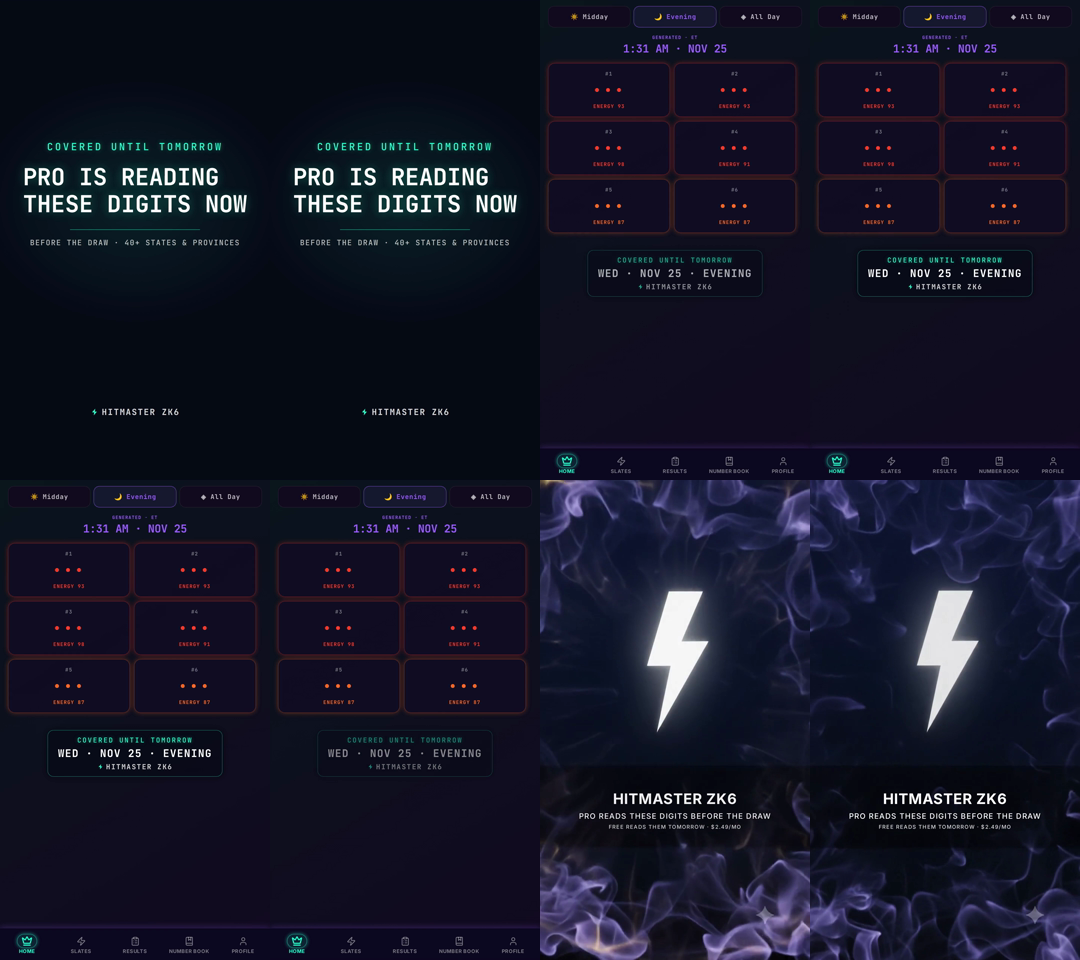 COVERED UNTIL TOMORROW
PRO IS READING
THESE DIGITS NOW
BEFORE THE DRAW · 40+ STATES & PROVINCES
HITMASTER ZK6
COVERED UNTIL TOMORROW
PRO IS READING
THESE DIGITS NOW
BEFORE THE DRAW · 40+ STATES & PROVINCES
HITMASTER ZK6
Midday Evening All Day
GENERATED · ET
1:31 AM · NOV 25
#1 #2
ENERGY 93 ENERGY 93
#3 #4
ENERGY 90 ENERGY 91
#5 #6
ENERGY 87 ENERGY 87
COVERED UNTIL TOMORROW
WED · NOV 25 · EVENING
HITMASTER ZK6
HOME SLATES RESULTS NUMBER BOOK PROFILE
Midday Evening All Day
GENERATED · ET
1:31 AM · NOV 25
#1 #2
ENERGY 93 ENERGY 93
#3 #4
ENERGY 90 ENERGY 91
#5 #6
ENERGY 87 ENERGY 87
COVERED UNTIL TOMORROW
WED · NOV 25 · EVENING
HITMASTER ZK6
HOME SLATES RESULTS NUMBER BOOK PROFILE
Midday Evening All Day
GENERATED · ET
1:31 AM · NOV 25
#1 #2
ENERGY 93 ENERGY 93
#3 #4
ENERGY 90 ENERGY 91
#5 #6
ENERGY 87 ENERGY 87
COVERED UNTIL TOMORROW
WED · NOV 25 · EVENING
HITMASTER ZK6
HOME SLATES RESULTS NUMBER BOOK PROFILE
Midday Evening All Day
GENERATED · ET
1:31 AM · NOV 25
#1 #2
ENERGY 93 ENERGY 93
#3 #4
ENERGY 90 ENERGY 91
#5 #6
ENERGY 87 ENERGY 87
COVERED UNTIL TOMORROW
WED · NOV 25 · EVENING
HITMASTER ZK6
HOME SLATES RESULTS NUMBER BOOK PROFILE
HITMASTER ZK6
PRO READS THESE DIGITS BEFORE THE DRAW
FREE READS THEM TOMORROW · $2.49/MO
HITMASTER ZK6
PRO READS THESE DIGITS BEFORE THE DRAW
FREE READS THEM TOMORROW · $2.49/MO